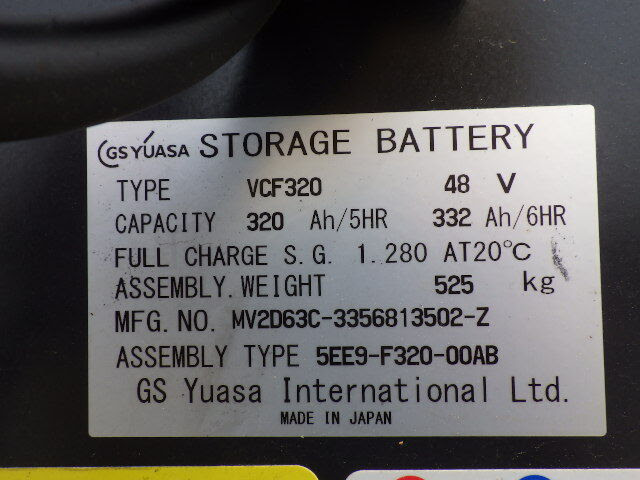 GS YUASA STORAGE BATTERY
TYPE VCF320 48 V
CAPACITY 320 Ah/5HR 332 Ah/6HR
FULL CHARGE S.G. 1.280 AT20℃
ASSEMBLY.WEIGHT 525 kg
MFG.NO. MV2D63C-3356813502-Z
ASSEMBLY TYPE 5EE9-F320-00AB
GS Yuasa International Ltd.
MADE IN JAPAN